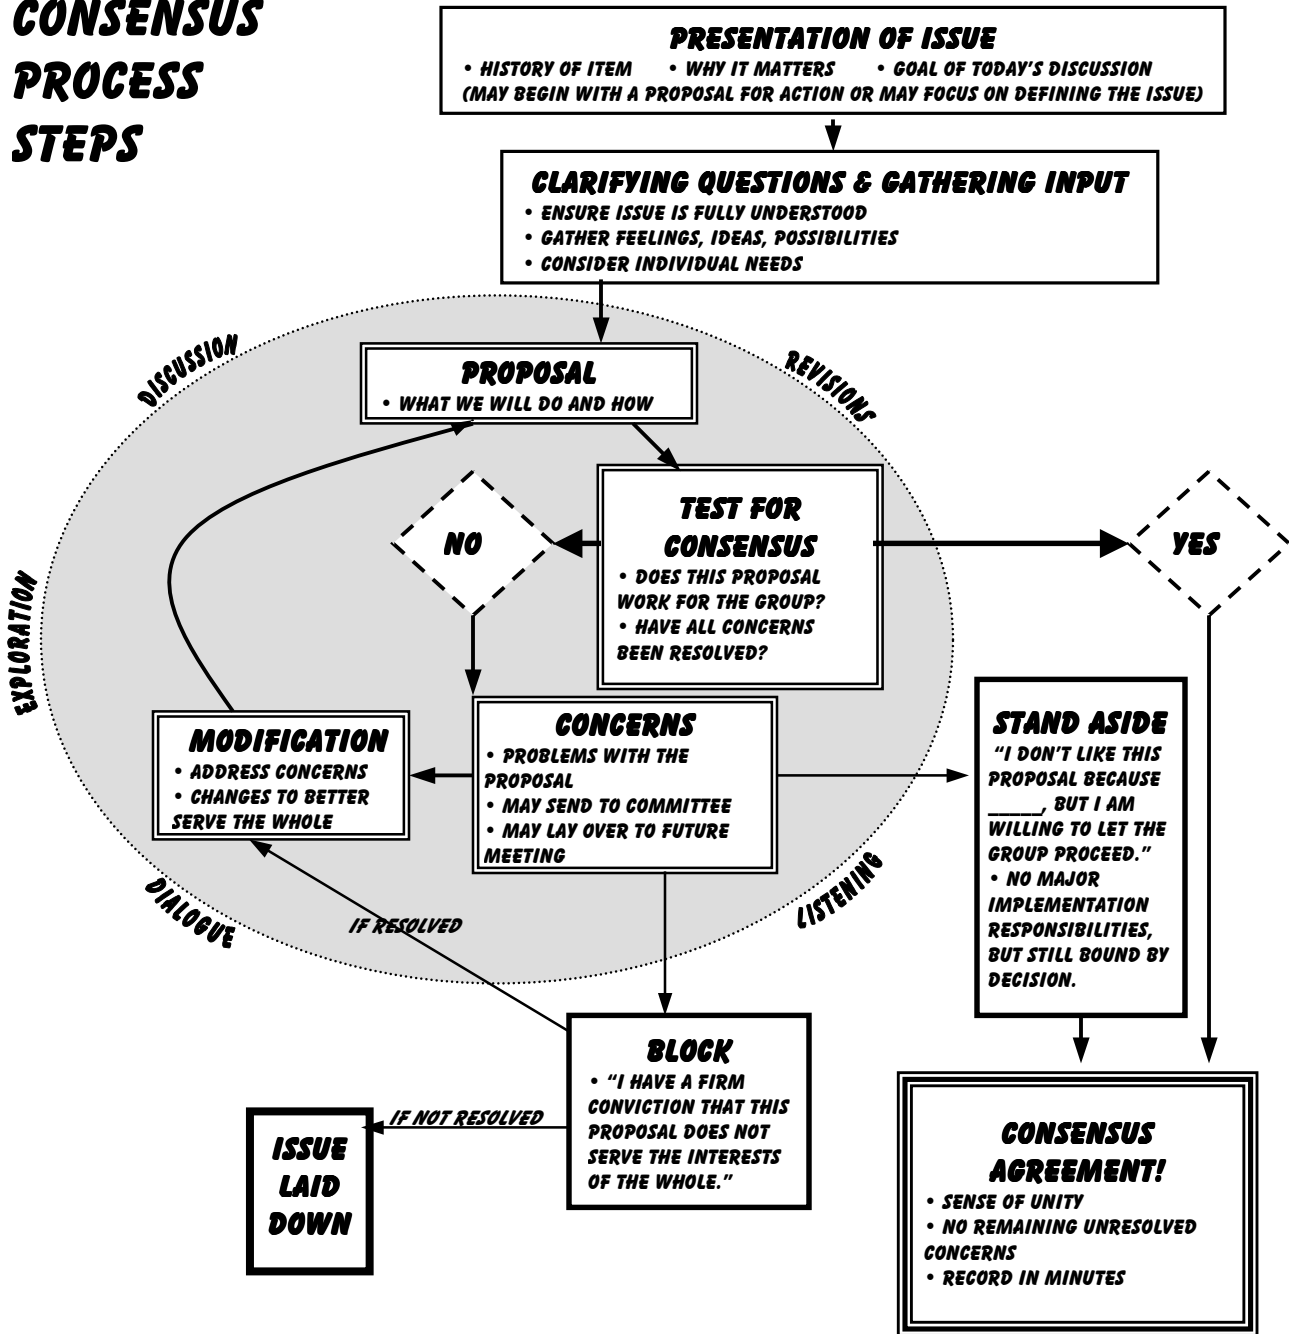 CONSENSUS
PROCESS
STEPS
PRESENTATION OF ISSUE
• HISTORY OF ITEM • WHY IT MATTERS • GOAL OF TODAY'S DISCUSSION
(MAY BEGIN WITH A PROPOSAL FOR ACTION OR MAY FOCUS ON DEFINING THE ISSUE)
CLARIFYING QUESTIONS & GATHERING INPUT
• ENSURE ISSUE IS FULLY UNDERSTOOD
• GATHER FEELINGS, IDEAS, POSSIBILITIES
• CONSIDER INDIVIDUAL NEEDS
DISCUSSION
REVISIONS
PROPOSAL
• WHAT WE WILL DO AND HOW
TEST FOR
CONSENSUS
• DOES THIS PROPOSAL
WORK FOR THE GROUP?
• HAVE ALL CONCERNS
BEEN RESOLVED?
NO
YES
EXPLORATION
MODIFICATION
• ADDRESS CONCERNS
• CHANGES TO BETTER
SERVE THE WHOLE
CONCERNS
• PROBLEMS WITH THE
PROPOSAL
• MAY SEND TO COMMITTEE
• MAY LAY OVER TO FUTURE
MEETING
STAND ASIDE
“I DON'T LIKE THIS
PROPOSAL BECAUSE
_____, BUT I AM
WILLING TO LET THE
GROUP PROCEED.”
• NO MAJOR
IMPLEMENTATION
RESPONSIBILITIES,
BUT STILL BOUND BY
DECISION.
DIALOGUE
LISTENING
IF RESOLVED
BLOCK
• “I HAVE A FIRM
CONVICTION THAT THIS
PROPOSAL DOES NOT
SERVE THE INTERESTS
OF THE WHOLE.”
IF NOT RESOLVED
ISSUE
LAID
DOWN
CONSENSUS
AGREEMENT!
• SENSE OF UNITY
• NO REMAINING UNRESOLVED
CONCERNS
• RECORD IN MINUTES